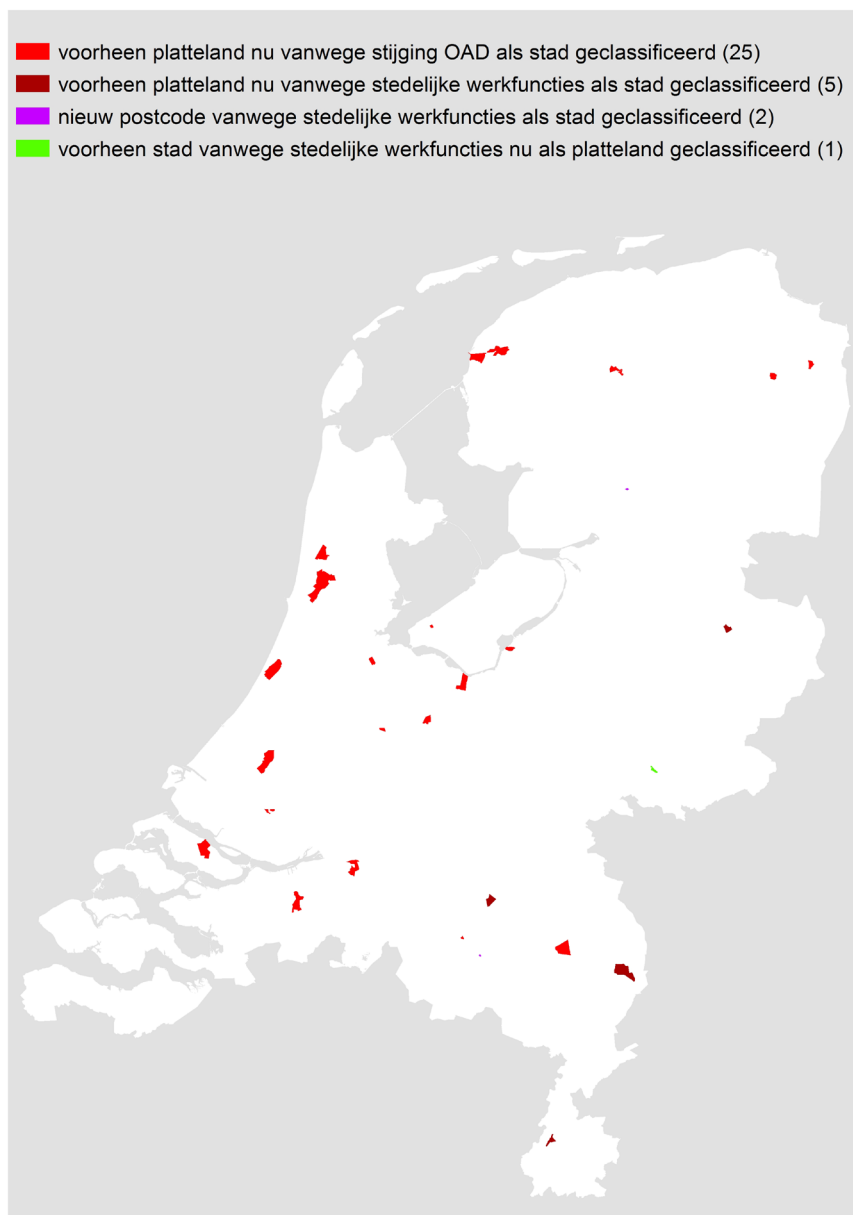 voorheen platteland nu vanwege stijging OAD als stad geclassificeerd (25)
voorheen platteland nu vanwege stedelijke werkfuncties als stad geclassificeerd (5)
nieuw postcode vanwege stedelijke werkfuncties als stad geclassificeerd (2)
voorheen stad vanwege stedelijke werkfuncties nu als platteland geclassificeerd (1)